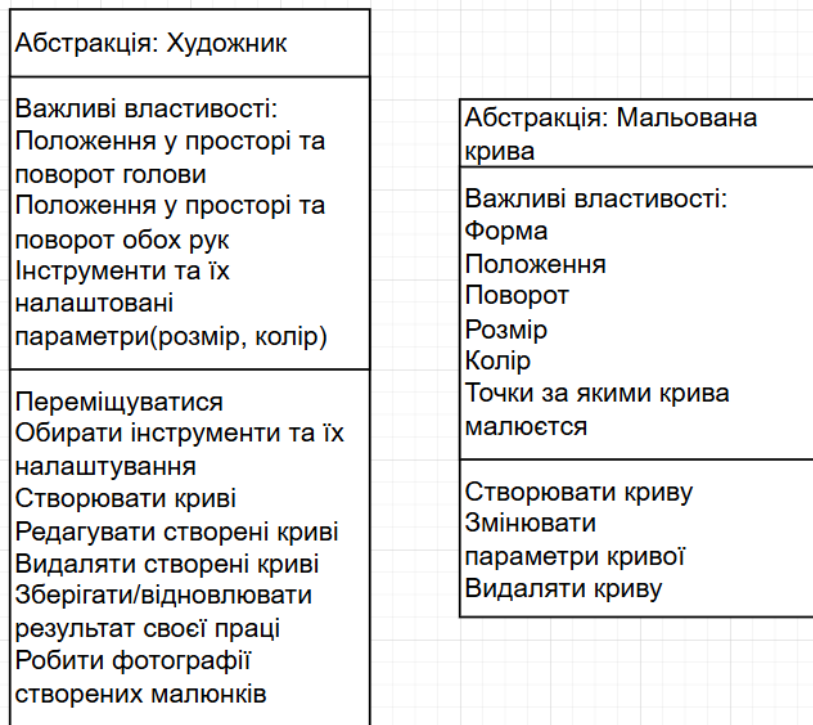 Абстракція: Художник
Важливі властивості:
Положення у просторі та
поворот голови
Положення у просторі та
поворот обох рук
Інструменти та їх
налаштовані
параметри(розмір, колір)
Переміщуватися
Обирати інструменти та їх
налаштування
Створювати криві
Редагувати створені криві
Видаляти створені криві
Зберігати/відновлювати
результат своєї праці
Робити фотографії
створених малюнків
Абстракція: Мальована
крива
Важливі властивості:
Форма
Положення
Поворот
Розмір
Колір
Точки за якими крива
малюєтся
Створювати криву
Змінювати
параметри кривої
Видаляти криву